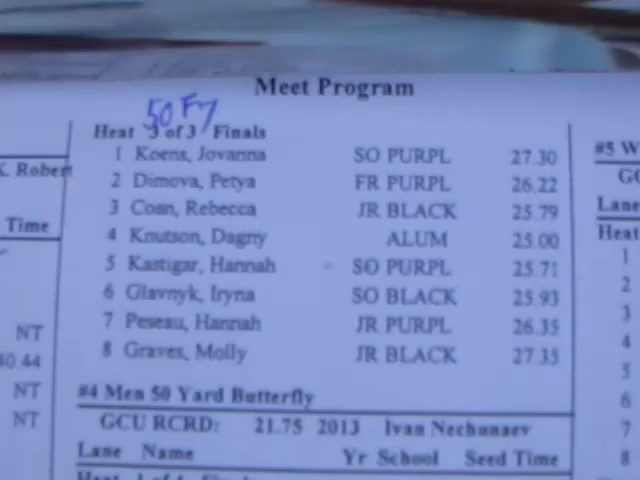 Meet Program
50 Fly
Heat 3 of 3 Finals
1 Koens, Jovanna SO PURPL 27.30
2 Dimova, Petya FR PURPL 26.22
3 Coan, Rebecca JR BLACK 25.79
4 Knutson, Dagny ALUM 25.00
5 Kastigar, Hannah SO PURPL 25.71
6 Glavnyk, Iryna SO BLACK 25.93
7 Peseau, Hannah JR PURPL 26.35
8 Graves, Molly JR BLACK 27.35
#4 Men 50 Yard Butterfly
GCU RCRD: 21.75 2013 Ivan Nechunaev
Lane Name Yr School Seed Time
Robert
Time
NT
40.44
NT
NT
#5 W
GC
Lane
Heat
1
2
3
4
5
6
7
8